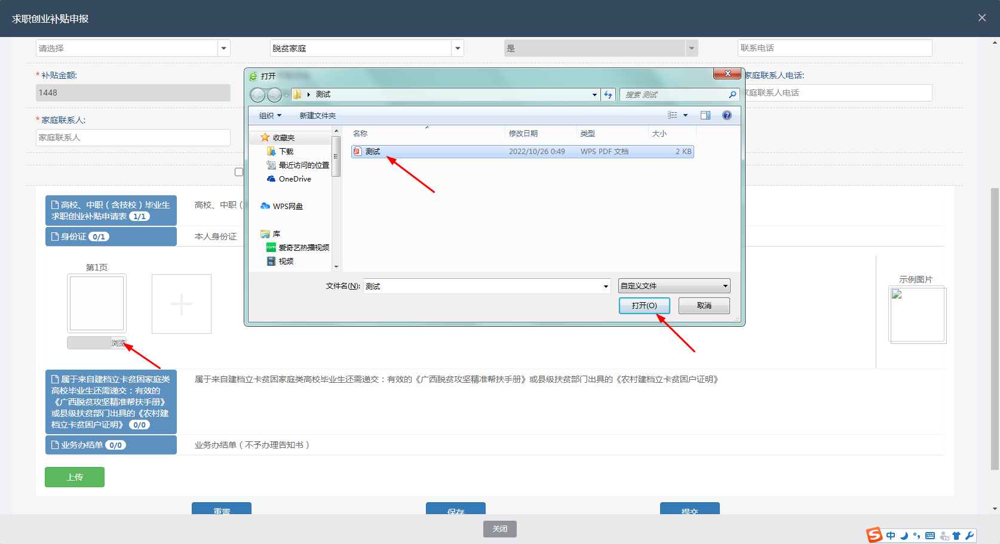 求职创业补贴申报
请选择
脱贫家庭
是
联系电话
* 补贴金额:
1448
家庭联系人电话:
家庭联系人电话
* 家庭联系人:
家庭联系人
打开
测试
搜索 测试
组织
新建文件夹
名称
修改日期
类型
大小
收藏夹
下载
最近访问的位置
OneDrive
WPS网盘
库
爱奇艺热播视频
视频
测试
2022/10/26 0:49
WPS PDF 文档
2 KB
文件名(N):
测试
自定义文件
打开(O)
取消
高校、中职（含技校）毕业生
求职创业补贴申请表 1/1
高校、中职（
身份证 0/1
本人身份证
第1页
浏览
示例图片
属于来自建档立卡贫困家庭类
高校毕业生还需递交：有效的
《广西脱贫攻坚精准帮扶手册》
或县级扶贫部门出具的《农村建
档立卡贫困户证明》 0/0
属于来自建档立卡贫困家庭类高校毕业生还需递交：有效的《广西脱贫攻坚精准帮扶手册》或县级扶贫部门出具的《农村建档立卡贫困户证明》
业务办结单 0/0
业务办结单（不予办理告知书）
上传
重置
保存
提交
关闭
中